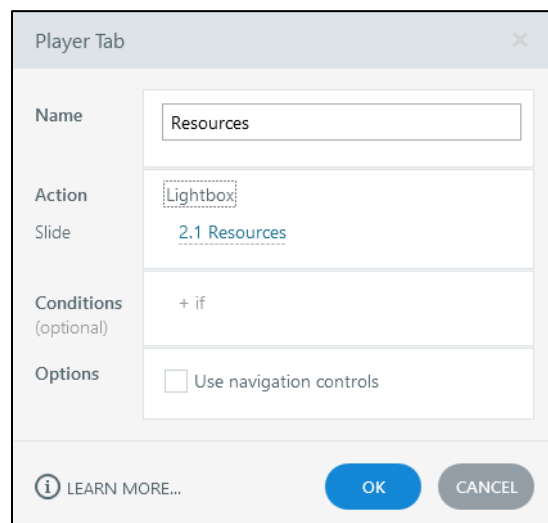 Player Tab
Name
Resources
Action
Lightbox
Slide
2.1 Resources
Conditions
(optional)
+ if
Options
Use navigation controls
LEARN MORE...
OK
CANCEL